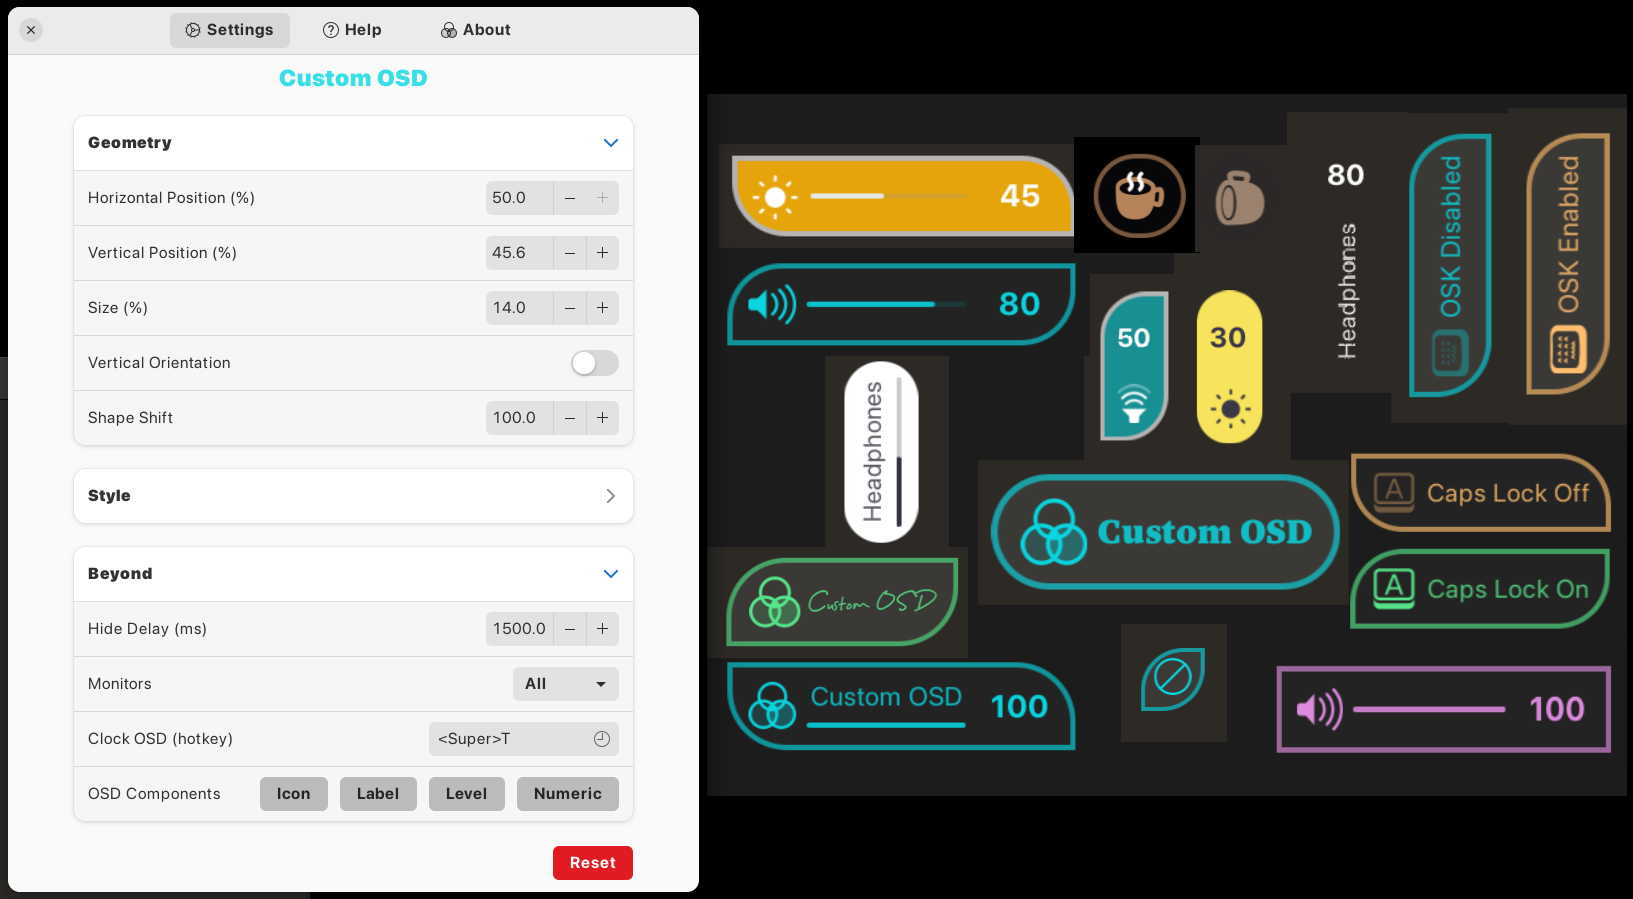 Settings
Help
About
Custom OSD
Geometry
Horizontal Position (%)
50.0
Vertical Position (%)
45.6
Size (%)
14.0
Vertical Orientation
Shape Shift
100.0
Style
Beyond
Hide Delay (ms)
1500.0
Monitors
All
Clock OSD (hotkey)
<Super>T
OSD Components
Icon
Label
Level
Numeric
Reset
45
80
Headphones
80
Headphones
OSK Disabled
OSK Enabled
50
30
Custom OSD
A Caps Lock Off
Custom OSD
A Caps Lock On
Custom OSD
100
100